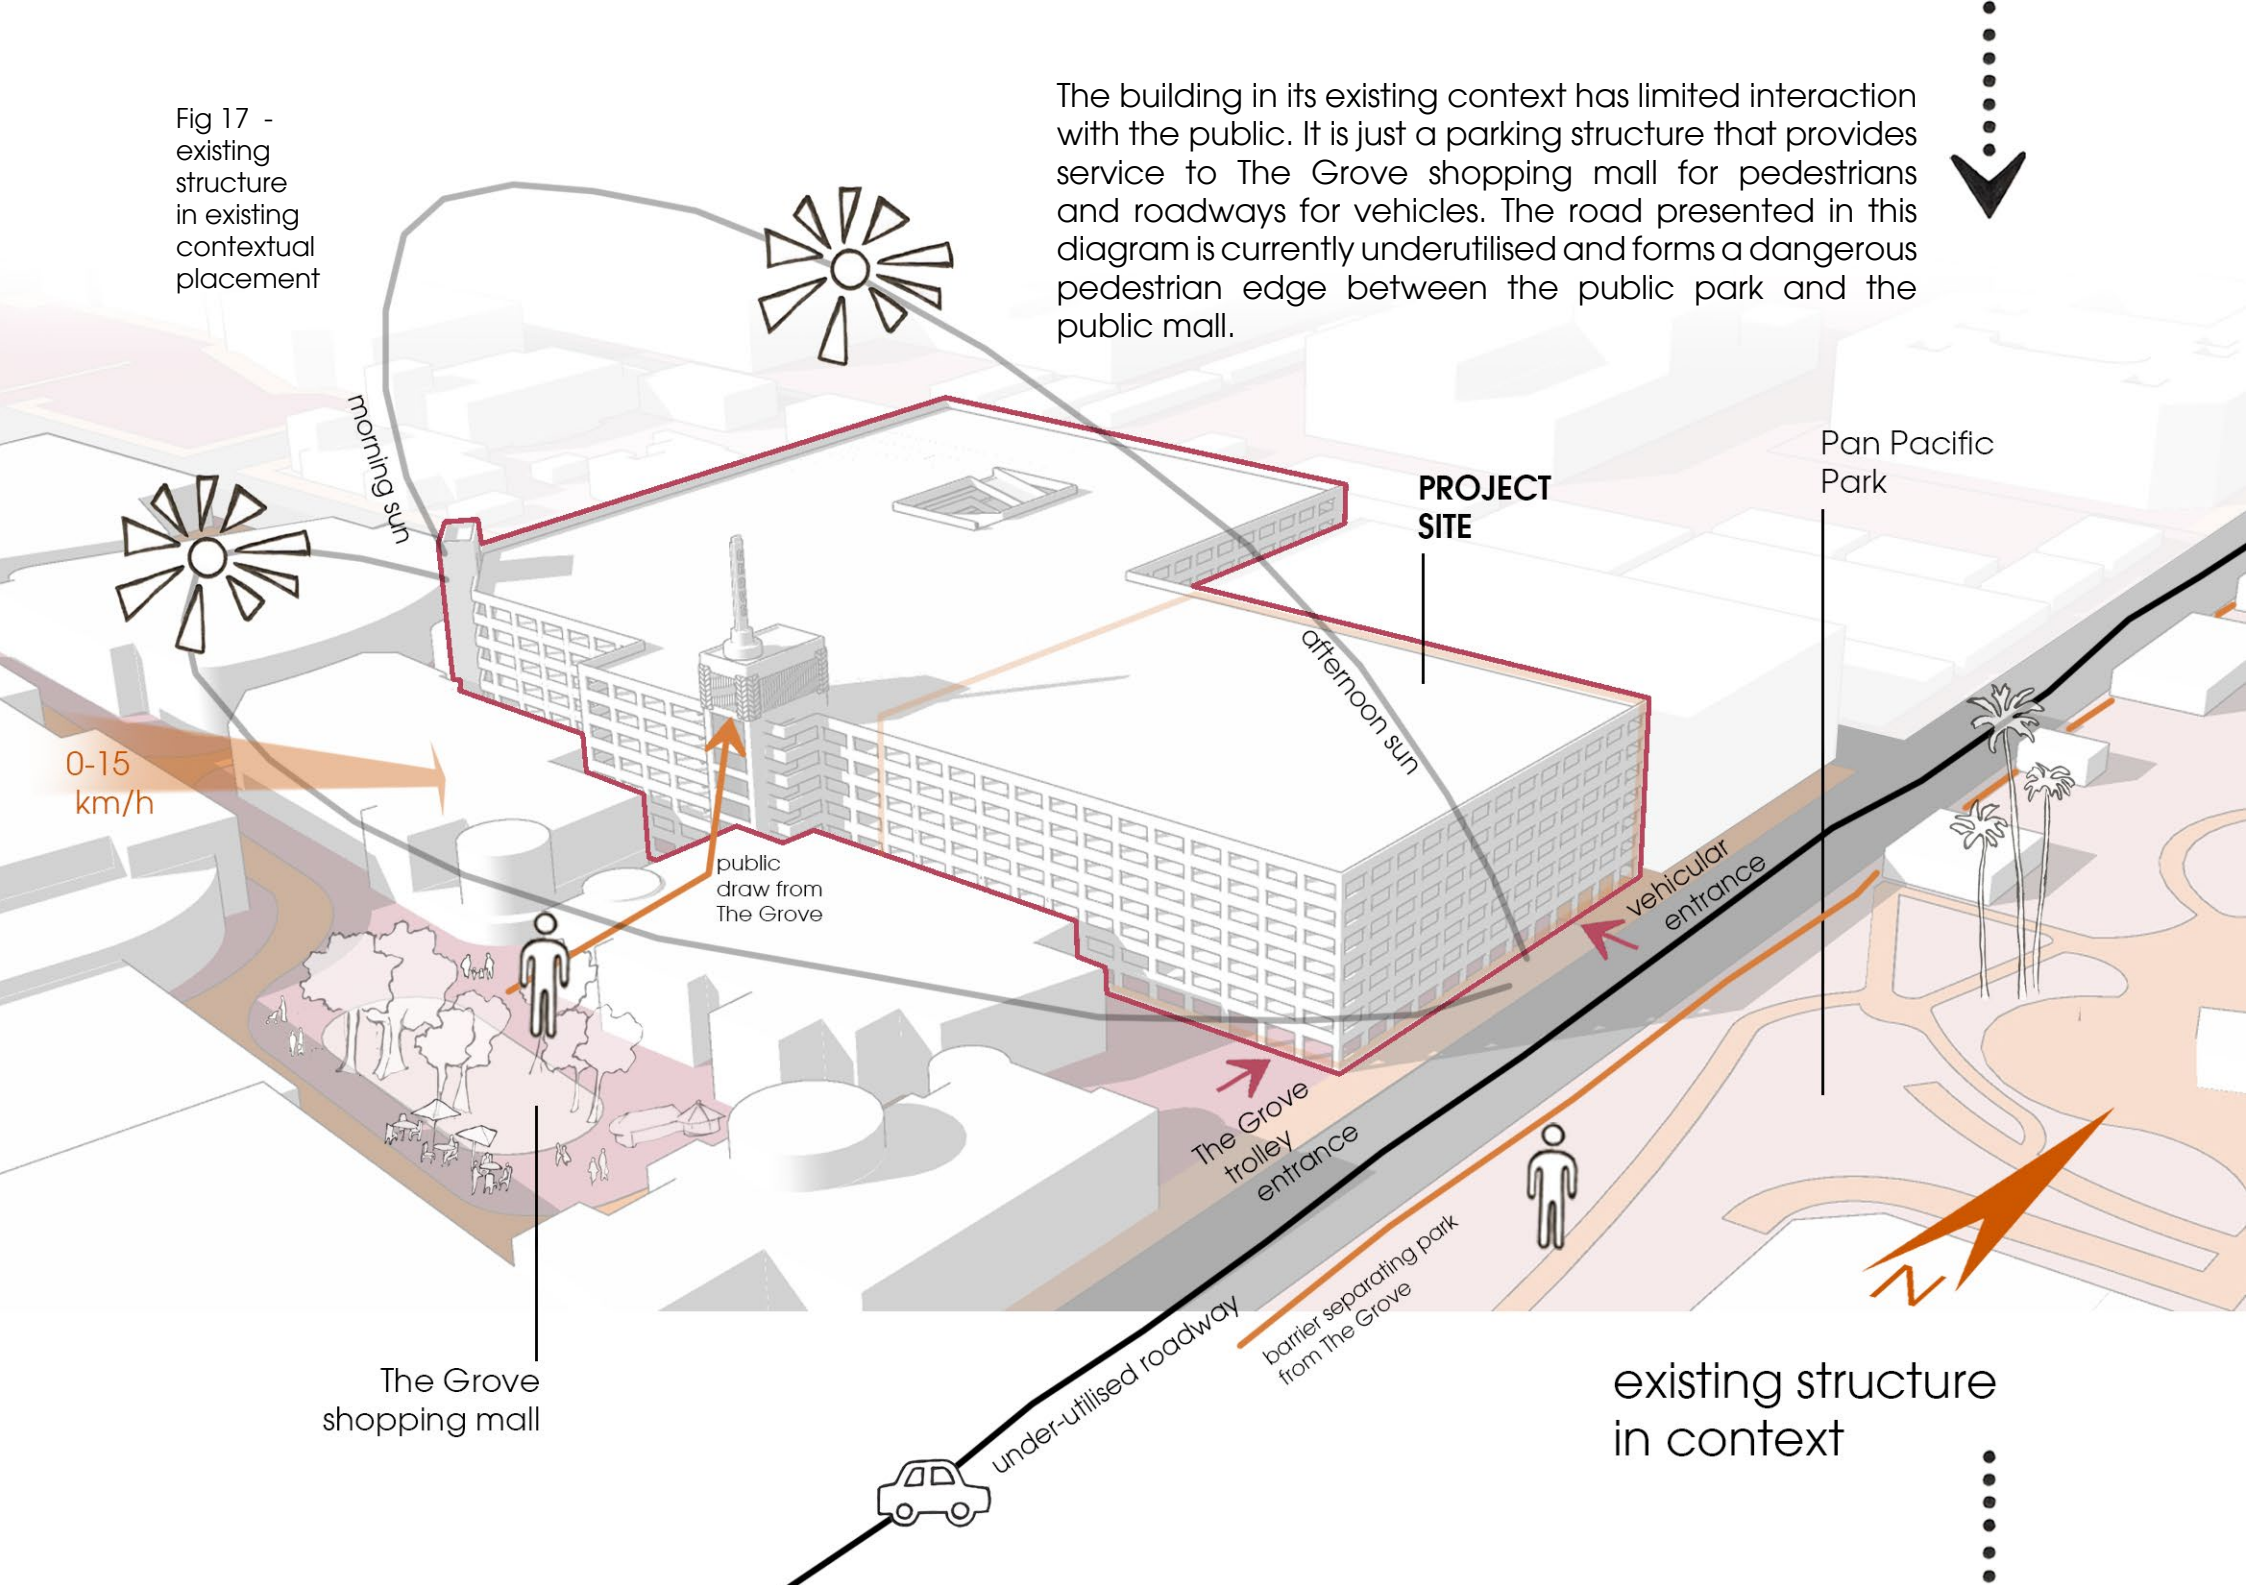 Fig 17 -
existing
structure
in existing
contextual
placement
The building in its existing context has limited interaction
with the public. It is just a parking structure that provides
service to The Grove shopping mall for pedestrians
and roadways for vehicles. The road presented in this
diagram is currently underutilised and forms a dangerous
pedestrian edge between the public park and the
public mall.
morning sun
PROJECT
SITE
Pan Pacific
Park
afternoon sun
0-15
km/h
public
draw from
The Grove
vehicular
entrance
The Grove
trolley
entrance
barrier separating park
from The Grove
under-utilised roadway
N
The Grove
shopping mall
existing structure
in context